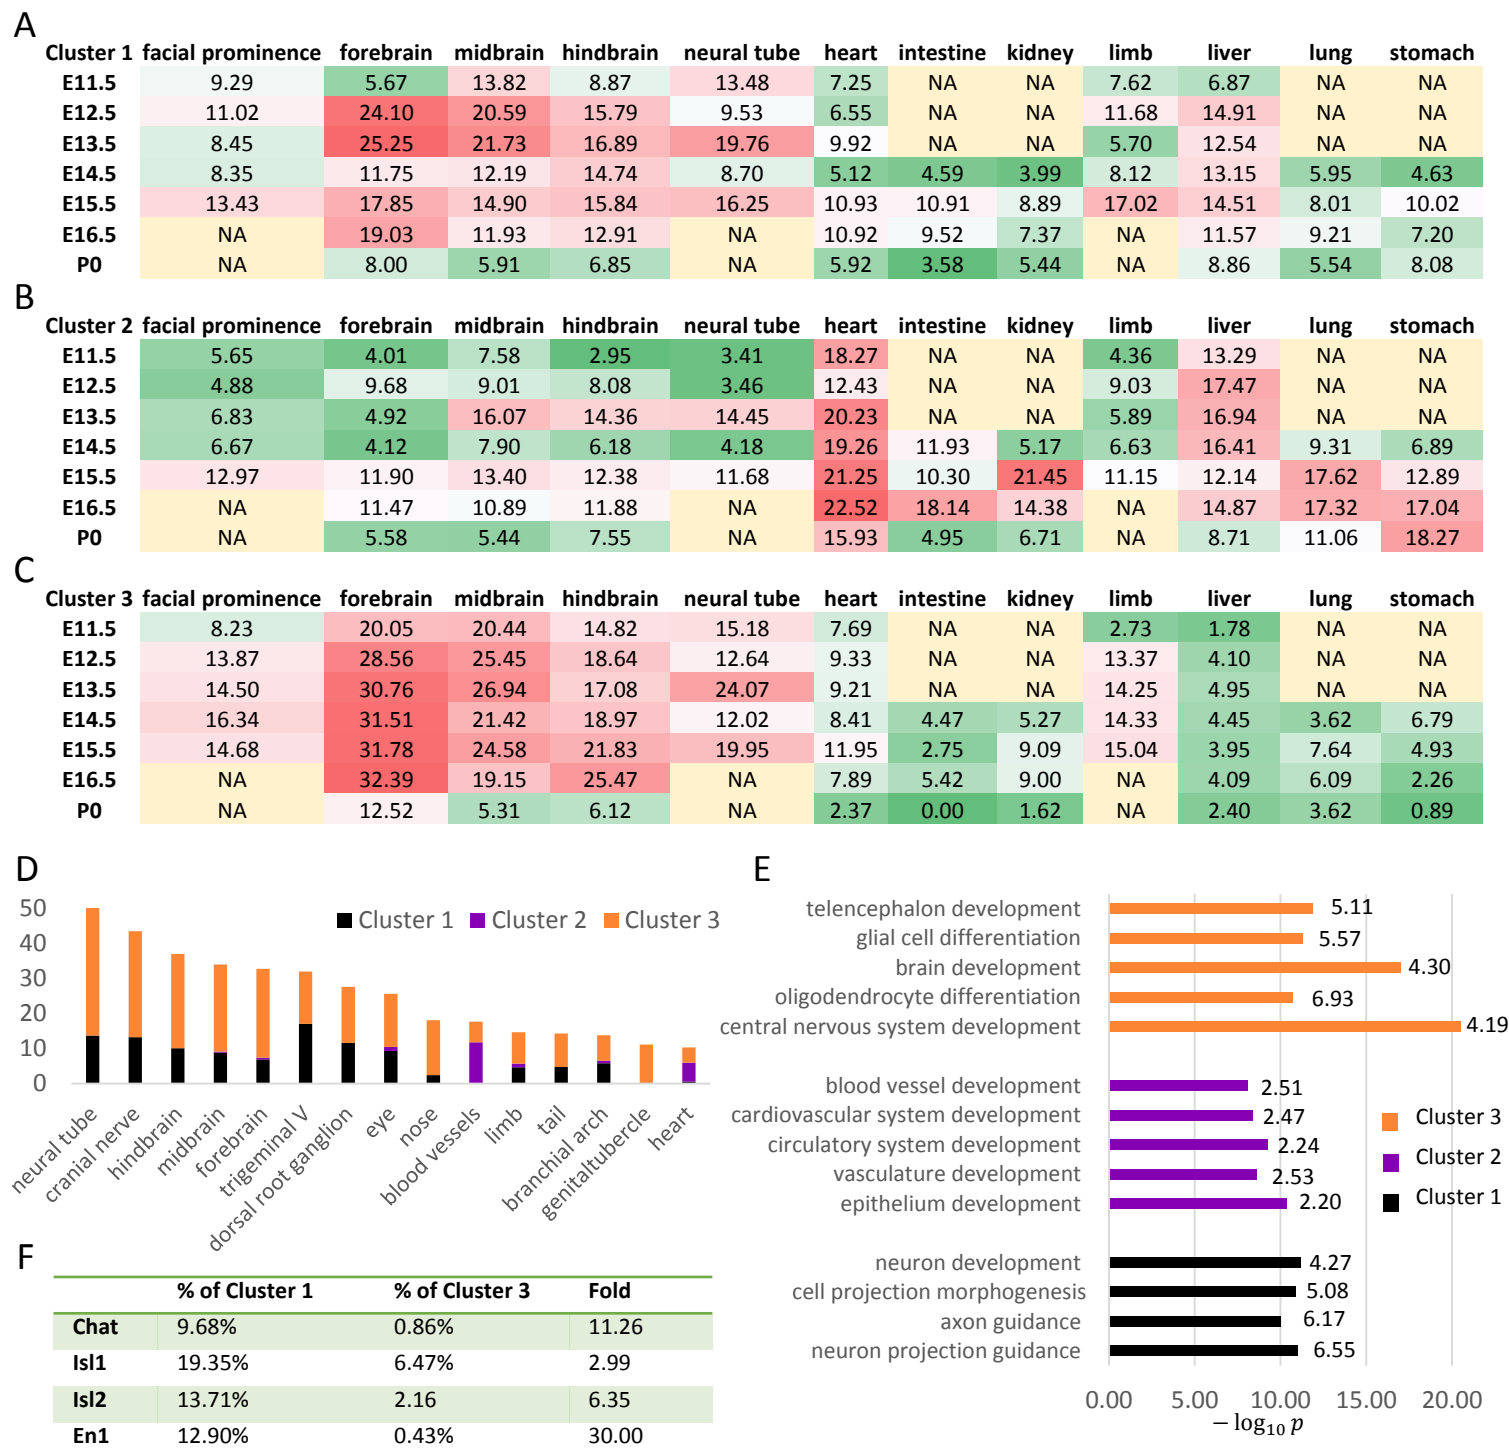 A
Cluster 1 facial prominence forebrain midbrain hindbrain neural tube heart intestine kidney limb liver lung stomach
E11.5 9.29 5.67 13.82 8.87 13.48 7.25 NA NA 7.62 6.87 NA NA
E12.5 11.02 24.10 20.59 15.79 9.53 6.55 NA NA 11.68 14.91 NA NA
E13.5 8.45 25.25 21.73 16.89 19.76 9.92 NA NA 5.70 12.54 NA NA
E14.5 8.35 11.75 12.19 14.74 8.70 5.12 4.59 3.99 8.12 13.15 5.95 4.63
E15.5 13.43 17.85 14.90 15.84 16.25 10.93 10.91 8.89 17.02 14.51 8.01 10.02
E16.5 NA 19.03 11.93 12.91 NA 10.92 9.52 7.37 NA 11.57 9.21 7.20
P0 NA 8.00 5.91 6.85 NA 5.92 3.58 5.44 NA 8.86 5.54 8.08
B
Cluster 2 facial prominence forebrain midbrain hindbrain neural tube heart intestine kidney limb liver lung stomach
E11.5 5.65 4.01 7.58 2.95 3.41 18.27 NA NA 4.36 13.29 NA NA
E12.5 4.88 9.68 9.01 8.08 3.46 12.43 NA NA 9.03 17.47 NA NA
E13.5 6.83 4.92 16.07 14.36 14.45 20.23 NA NA 5.89 16.94 NA NA
E14.5 6.67 4.12 7.90 6.18 4.18 19.26 11.93 5.17 6.63 16.41 9.31 6.89
E15.5 12.97 11.90 13.40 12.38 11.68 21.25 10.30 21.45 11.15 12.14 17.62 12.89
E16.5 NA 11.47 10.89 11.88 NA 22.52 18.14 14.38 NA 14.87 17.32 17.04
P0 NA 5.58 5.44 7.55 NA 15.93 4.95 6.71 NA 8.71 11.06 18.27
C
Cluster 3 facial prominence forebrain midbrain hindbrain neural tube heart intestine kidney limb liver lung stomach
E11.5 8.23 20.05 20.44 14.82 15.18 7.69 NA NA 2.73 1.78 NA NA
E12.5 13.87 28.56 25.45 18.64 12.64 9.33 NA NA 13.37 4.10 NA NA
E13.5 14.50 30.76 26.94 17.08 24.07 9.21 NA NA 14.25 4.95 NA NA
E14.5 16.34 31.51 21.42 18.97 12.02 8.41 4.47 5.27 14.33 4.45 3.62 6.79
E15.5 14.68 31.78 24.58 21.83 19.95 11.95 2.75 9.09 15.04 3.95 7.64 4.93
E16.5 NA 32.39 19.15 25.47 NA 7.89 5.42 9.00 NA 4.09 6.09 2.26
P0 NA 12.52 5.31 6.12 NA 2.37 0.00 1.62 NA 2.40 3.62 0.89
D
50
40
30
20
10
0
Cluster 1 Cluster 2 Cluster 3
neural tube
cranial nerve
hindbrain
midbrain
forebrain
trigeminal V
dorsal root ganglion
eye
nose
blood vessels
limb
tail
branchial arch
genitaltubercle
heart
E
telencephalon development 5.11
glial cell differentiation 5.57
brain development 4.30
oligodendrocyte differentiation 6.93
central nervous system development 4.19
blood vessel development 2.51
cardiovascular system development 2.47
circulatory system development 2.24
vasculature development 2.53
epithelium development 2.20
neuron development 4.27
cell projection morphogenesis 5.08
axon guidance 6.17
neuron projection guidance 6.55
Cluster 3
Cluster 2
Cluster 1
0.00 5.00 10.00 15.00 20.00
− log₁₀ p
F
% of Cluster 1 % of Cluster 3 Fold
Chat 9.68% 0.86% 11.26
Isl1 19.35% 6.47% 2.99
Isl2 13.71% 2.16 6.35
En1 12.90% 0.43% 30.00